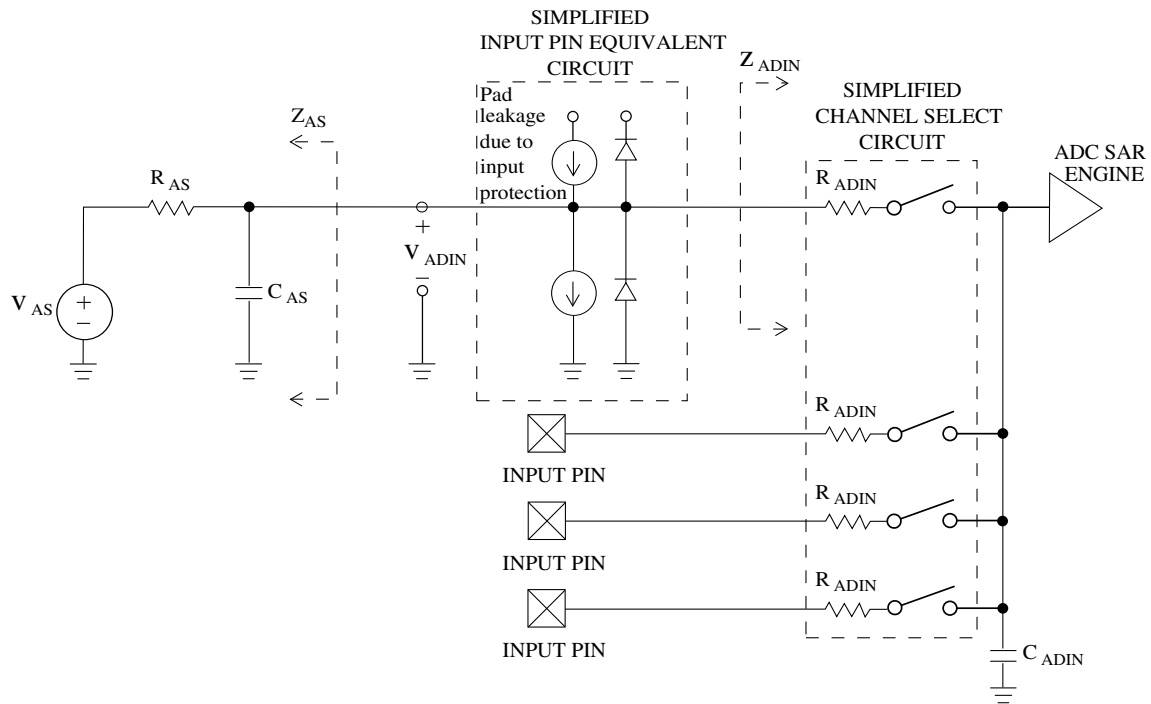 SIMPLIFIED
INPUT PIN EQUIVALENT
CIRCUIT
Pad
leakage
due to
input
protection
Z ADIN
SIMPLIFIED
CHANNEL SELECT
CIRCUIT
ADC SAR
ENGINE
Z AS
R AS
R ADIN
V ADIN
+
−
C AS
V AS
+
−
R ADIN
INPUT PIN
R ADIN
INPUT PIN
R ADIN
INPUT PIN
C ADIN